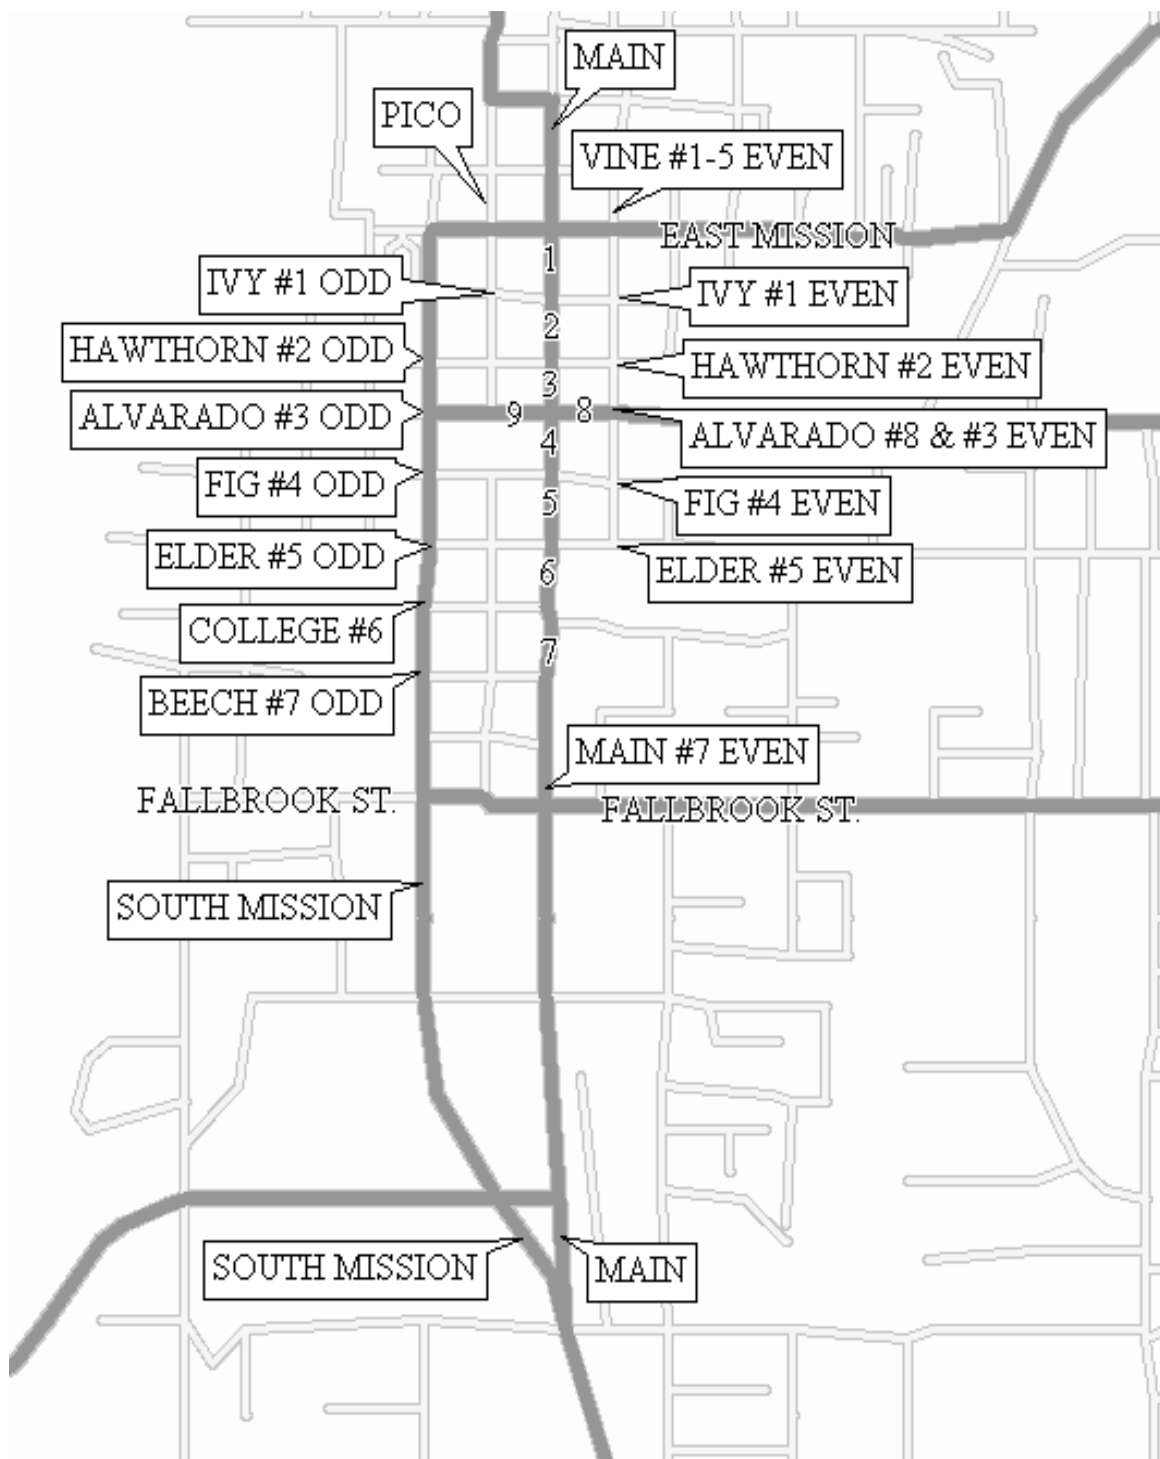 MAIN
PICO
VINE #1-5 EVEN
EAST MISSION
1
IVY #1 ODD
IVY #1 EVEN
2
HAWTHORN #2 ODD
HAWTHORN #2 EVEN
3
ALVARADO #3 ODD
9
8
ALVARADO #8 & #3 EVEN
4
FIG #4 ODD
5
FIG #4 EVEN
ELDER #5 ODD
6
ELDER #5 EVEN
COLLEGE #6
7
BEECH #7 ODD
MAIN #7 EVEN
FALLBROOK ST.
FALLBROOK ST.
SOUTH MISSION
SOUTH MISSION
MAIN